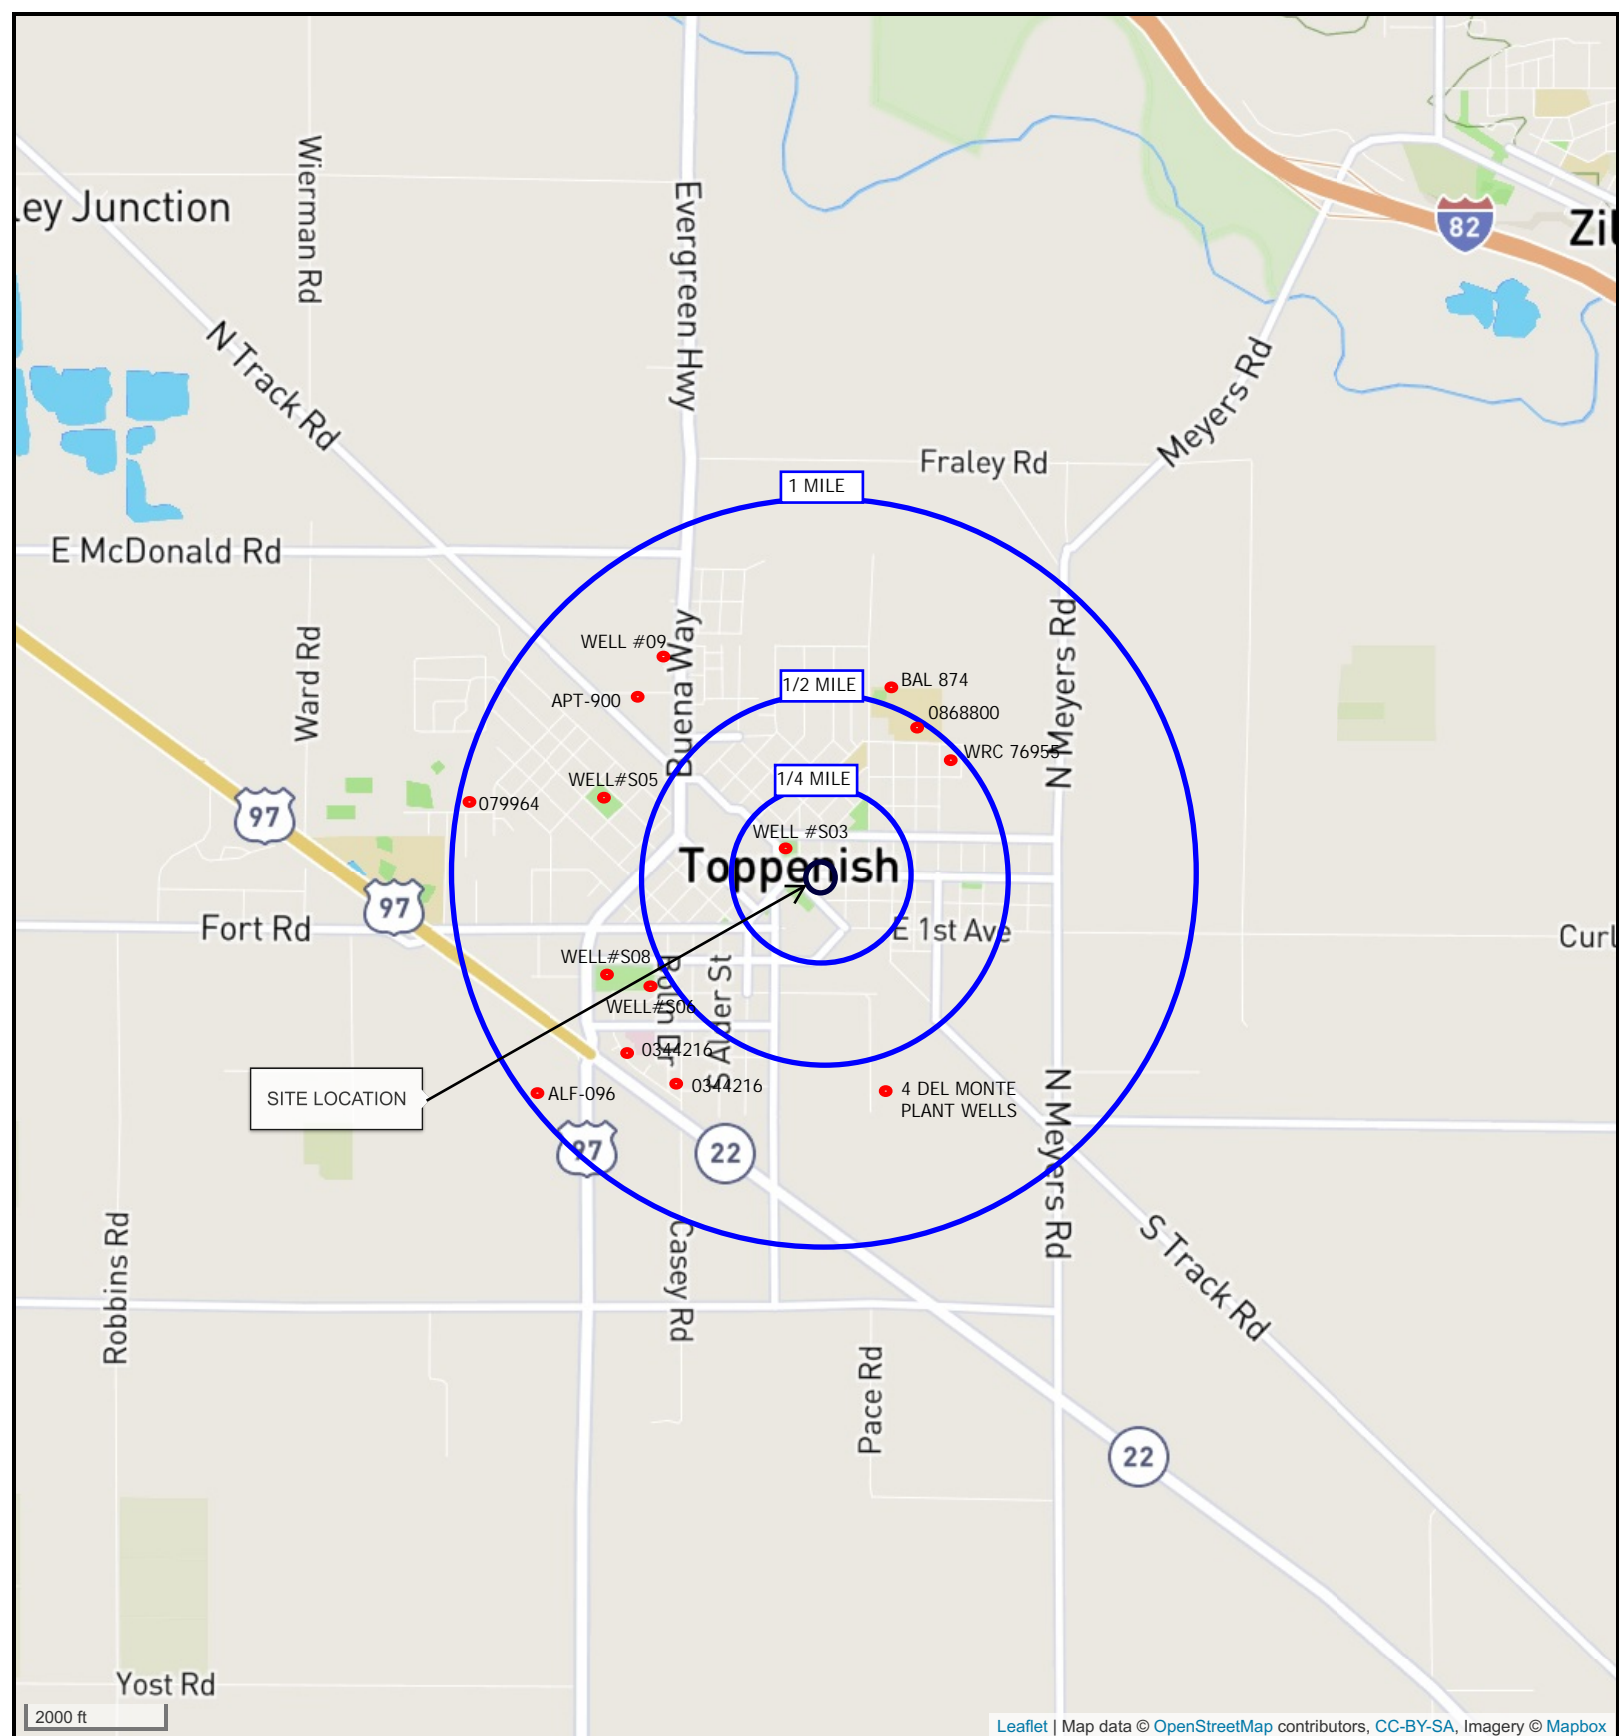 Wierman Rd
Evergreen Hwy
ley Junction
82
Zil
N Track Rd
Meyers Rd
Fraley Rd
1 MILE
E McDonald Rd
Ward Rd
Buena Way
N Meyers Rd
WELL #09
APT-900
1/2 MILE
BAL 874
0868800
WRC 76955
WELL#S05
1/4 MILE
079964
97
WELL #S03
Toppenish
97
Fort Rd
E 1st Ave
Curl
WELL#S08
WELL#S06
S Alder St
0344216
0344216
SITE LOCATION
ALF-096
4 DEL MONTE
PLANT WELLS
97
22
N Meyers Rd
Robbins Rd
Casey Rd
S Track Rd
Pace Rd
22
Yost Rd
2000 ft
Leaflet | Map data © OpenStreetMap contributors, CC-BY-SA, Imagery © Mapbox